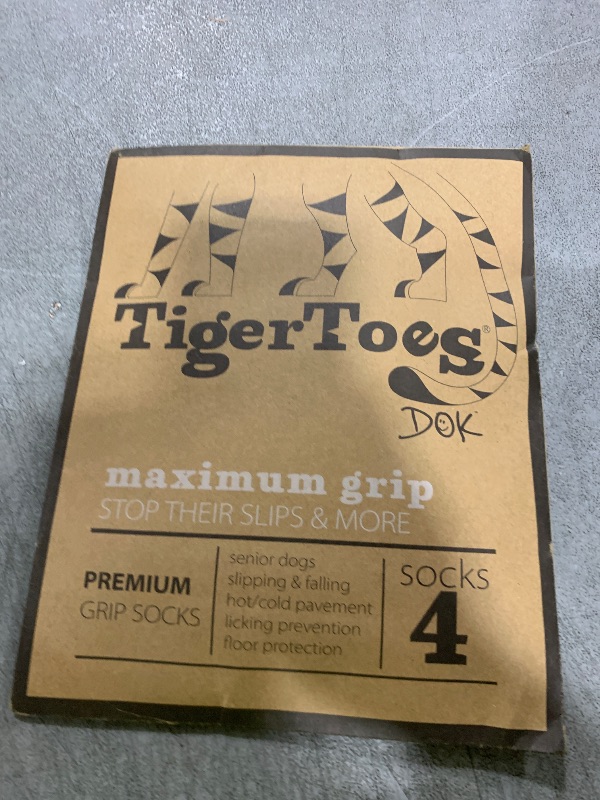 TigerToes®
DOK
maximum grip
STOP THEIR SLIPS & MORE
PREMIUM
GRIP SOCKS
senior dogs
slipping & falling
hot/cold pavement
licking prevention
floor protection
SOCKS
4